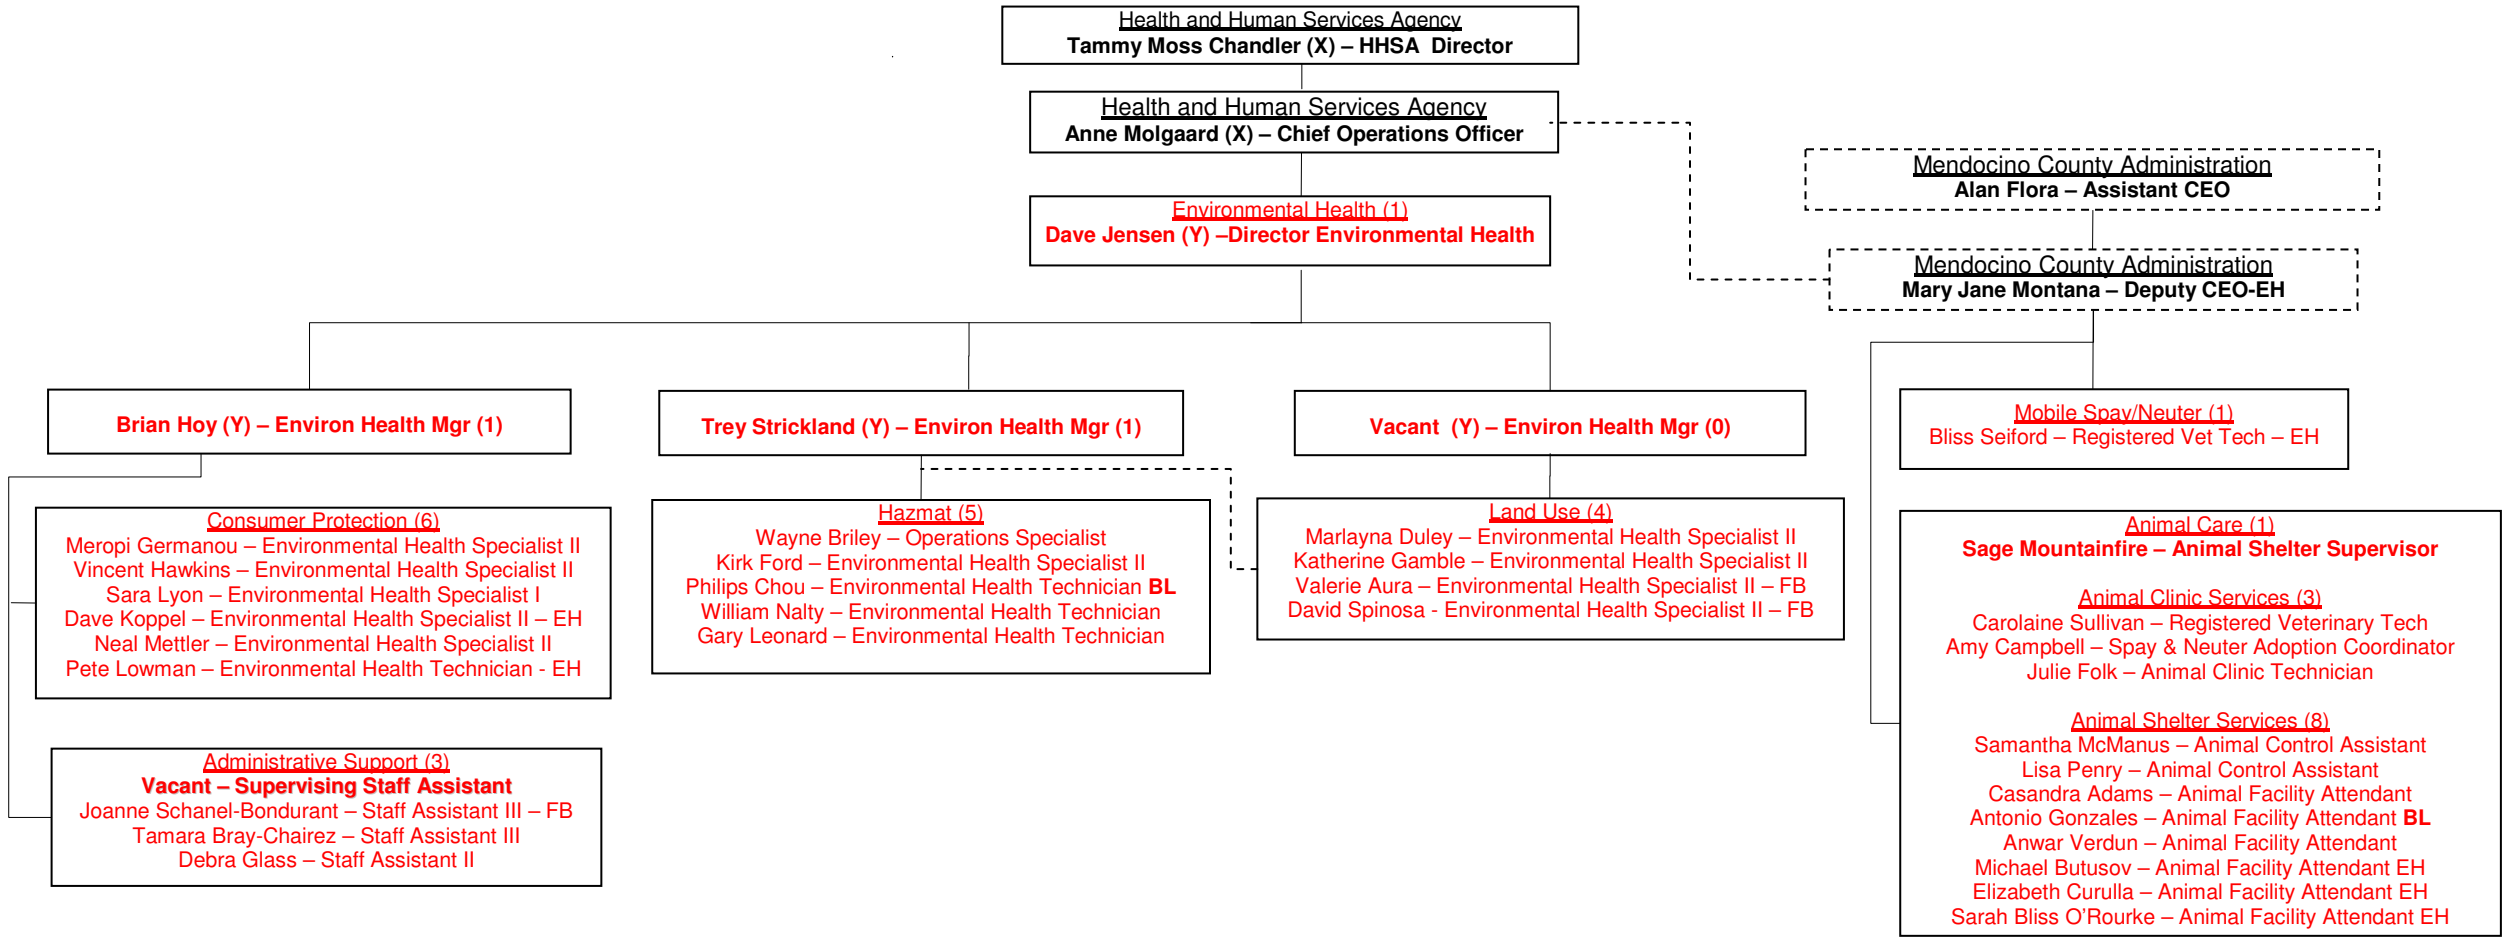 Health and Human Services Agency
Tammy Moss Chandler (X) – HHSA Director
Health and Human Services Agency
Anne Molgaard (X) – Chief Operations Officer
Mendocino County Administration
Alan Flora – Assistant CEO
Environmental Health (1)
Dave Jensen (Y) –Director Environmental Health
Mendocino County Administration
Mary Jane Montana – Deputy CEO-EH
Brian Hoy (Y) – Environ Health Mgr (1)
Trey Strickland (Y) – Environ Health Mgr (1)
Vacant (Y) – Environ Health Mgr (0)
Mobile Spay/Neuter (1)
Bliss Seiford – Registered Vet Tech – EH
Consumer Protection (6)
Meropi Germanou – Environmental Health Specialist II
Vincent Hawkins – Environmental Health Specialist II
Sara Lyon – Environmental Health Specialist I
Dave Koppel – Environmental Health Specialist II – EH
Neal Mettler – Environmental Health Specialist II
Pete Lowman – Environmental Health Technician - EH
Hazmat (5)
Wayne Briley – Operations Specialist
Kirk Ford – Environmental Health Specialist II
Philips Chou – Environmental Health Technician BL
William Nalty – Environmental Health Technician
Gary Leonard – Environmental Health Technician
Land Use (4)
Marlayna Duley – Environmental Health Specialist II
Katherine Gamble – Environmental Health Specialist II
Valerie Aura – Environmental Health Specialist II – FB
David Spinosa - Environmental Health Specialist II – FB
Animal Care (1)
Sage Mountainfire – Animal Shelter Supervisor
Animal Clinic Services (3)
Carolaine Sullivan – Registered Veterinary Tech
Amy Campbell – Spay & Neuter Adoption Coordinator
Julie Folk – Animal Clinic Technician
Animal Shelter Services (8)
Samantha McManus – Animal Control Assistant
Lisa Penry – Animal Control Assistant
Casandra Adams – Animal Facility Attendant
Antonio Gonzales – Animal Facility Attendant BL
Anwar Verdun – Animal Facility Attendant
Michael Butusov – Animal Facility Attendant EH
Elizabeth Curulla – Animal Facility Attendant EH
Sarah Bliss O'Rourke – Animal Facility Attendant EH
Administrative Support (3)
Vacant – Supervising Staff Assistant
Joanne Schanel-Bondurant – Staff Assistant III – FB
Tamara Bray-Chairez – Staff Assistant III
Debra Glass – Staff Assistant II